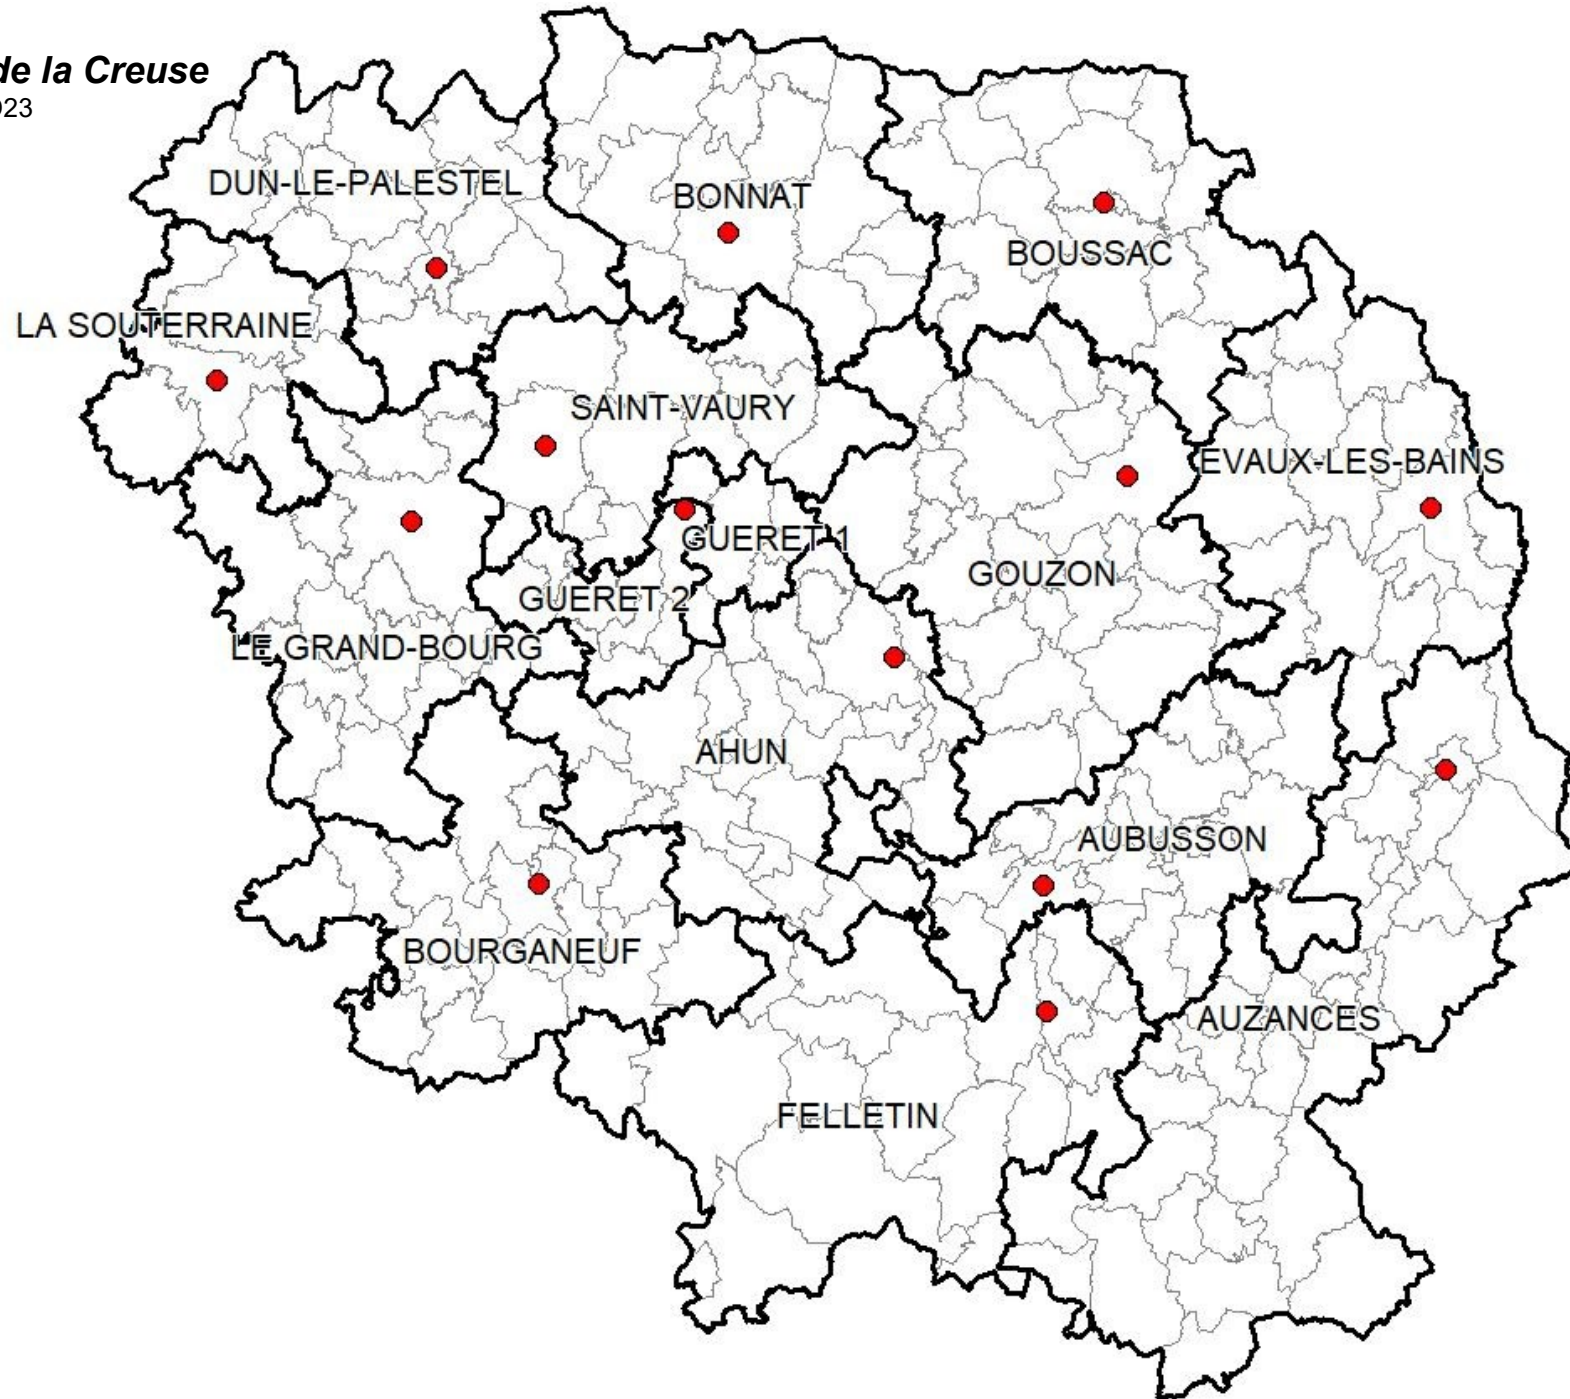 de la Creuse
023
DUN-LE-PALESTEL
BONNAT
BOUSSAC
LA SOUTERRAINE
SAINT-VAURY
EVAUX-LES-BAINS
GUERET 1
GOUZON
GUERET 2
LE GRAND-BOURG
AHUN
AUBUSSON
BOURGANEUF
AUZANCES
FELLETIN